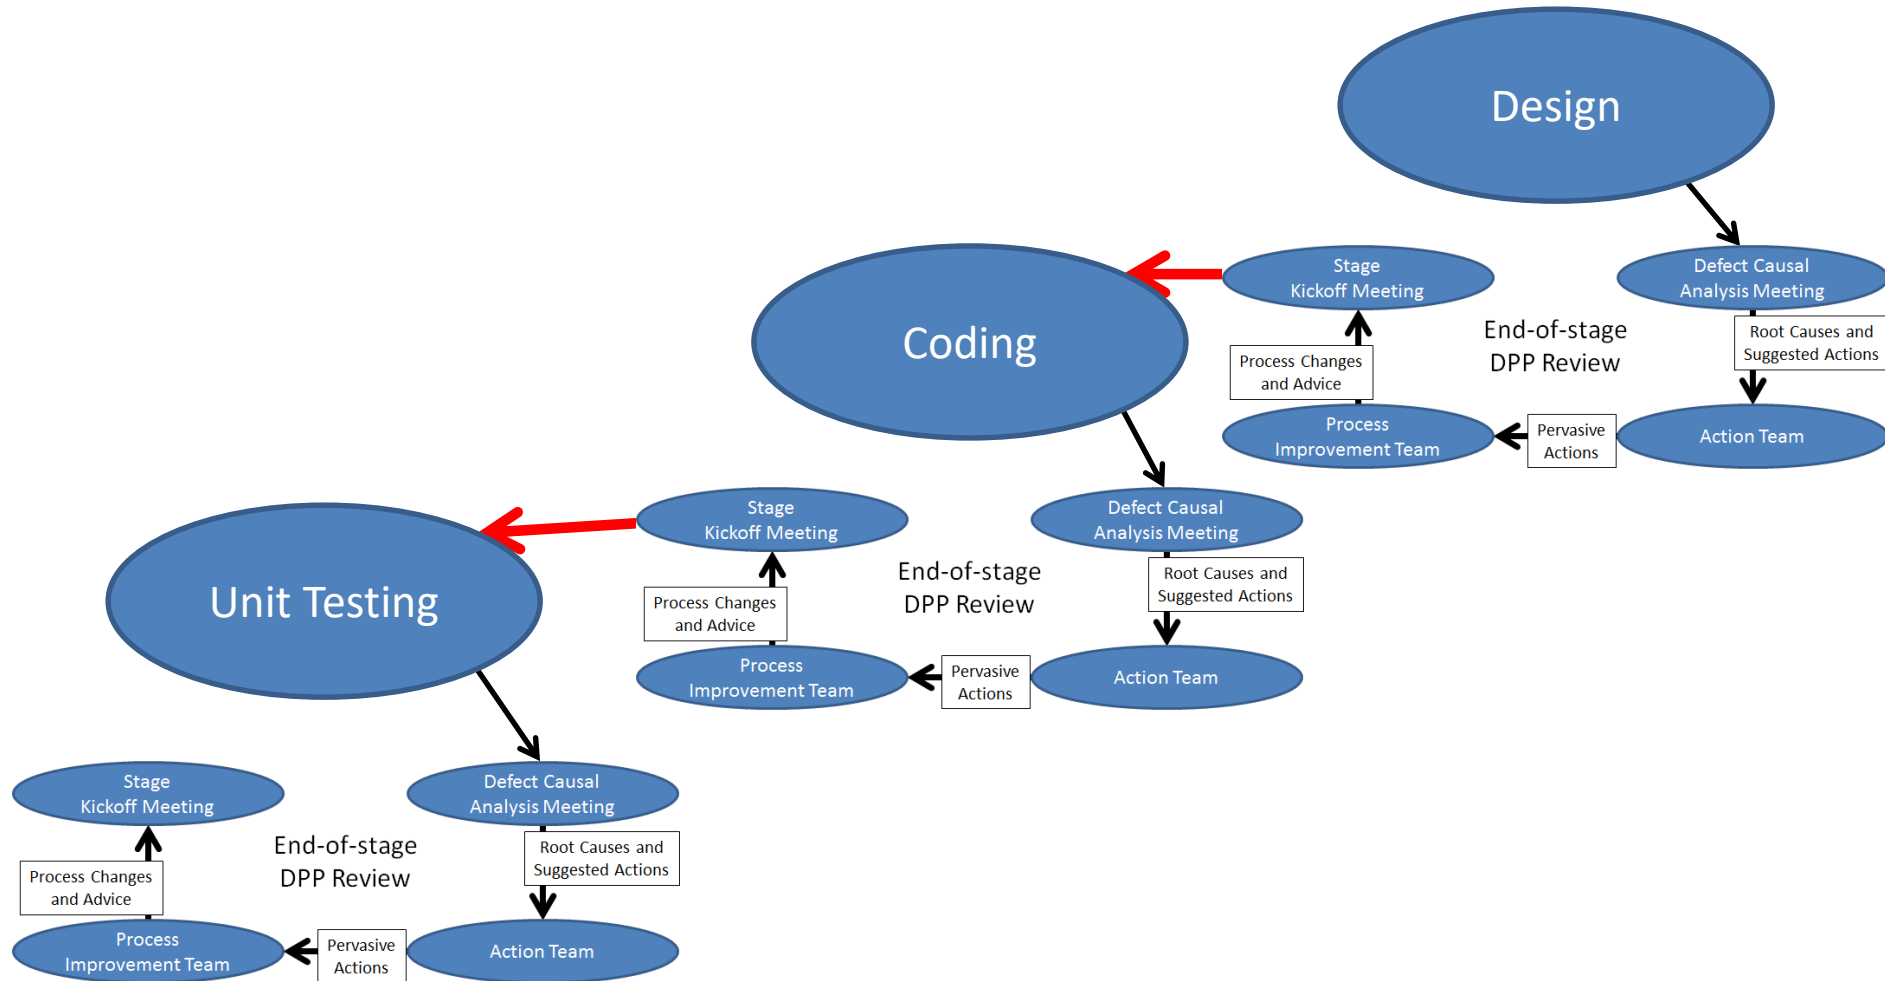 Design
Stage
Kickoff Meeting
Defect Causal
Analysis Meeting
End-of-stage
DPP Review
Root Causes and
Suggested Actions
Process Changes
and Advice
Process
Improvement Team
Pervasive
Actions
Action Team
Coding
Stage
Kickoff Meeting
Defect Causal
Analysis Meeting
End-of-stage
DPP Review
Root Causes and
Suggested Actions
Process Changes
and Advice
Process
Improvement Team
Pervasive
Actions
Action Team
Unit Testing
Stage
Kickoff Meeting
Defect Causal
Analysis Meeting
End-of-stage
DPP Review
Root Causes and
Suggested Actions
Process Changes
and Advice
Process
Improvement Team
Pervasive
Actions
Action Team